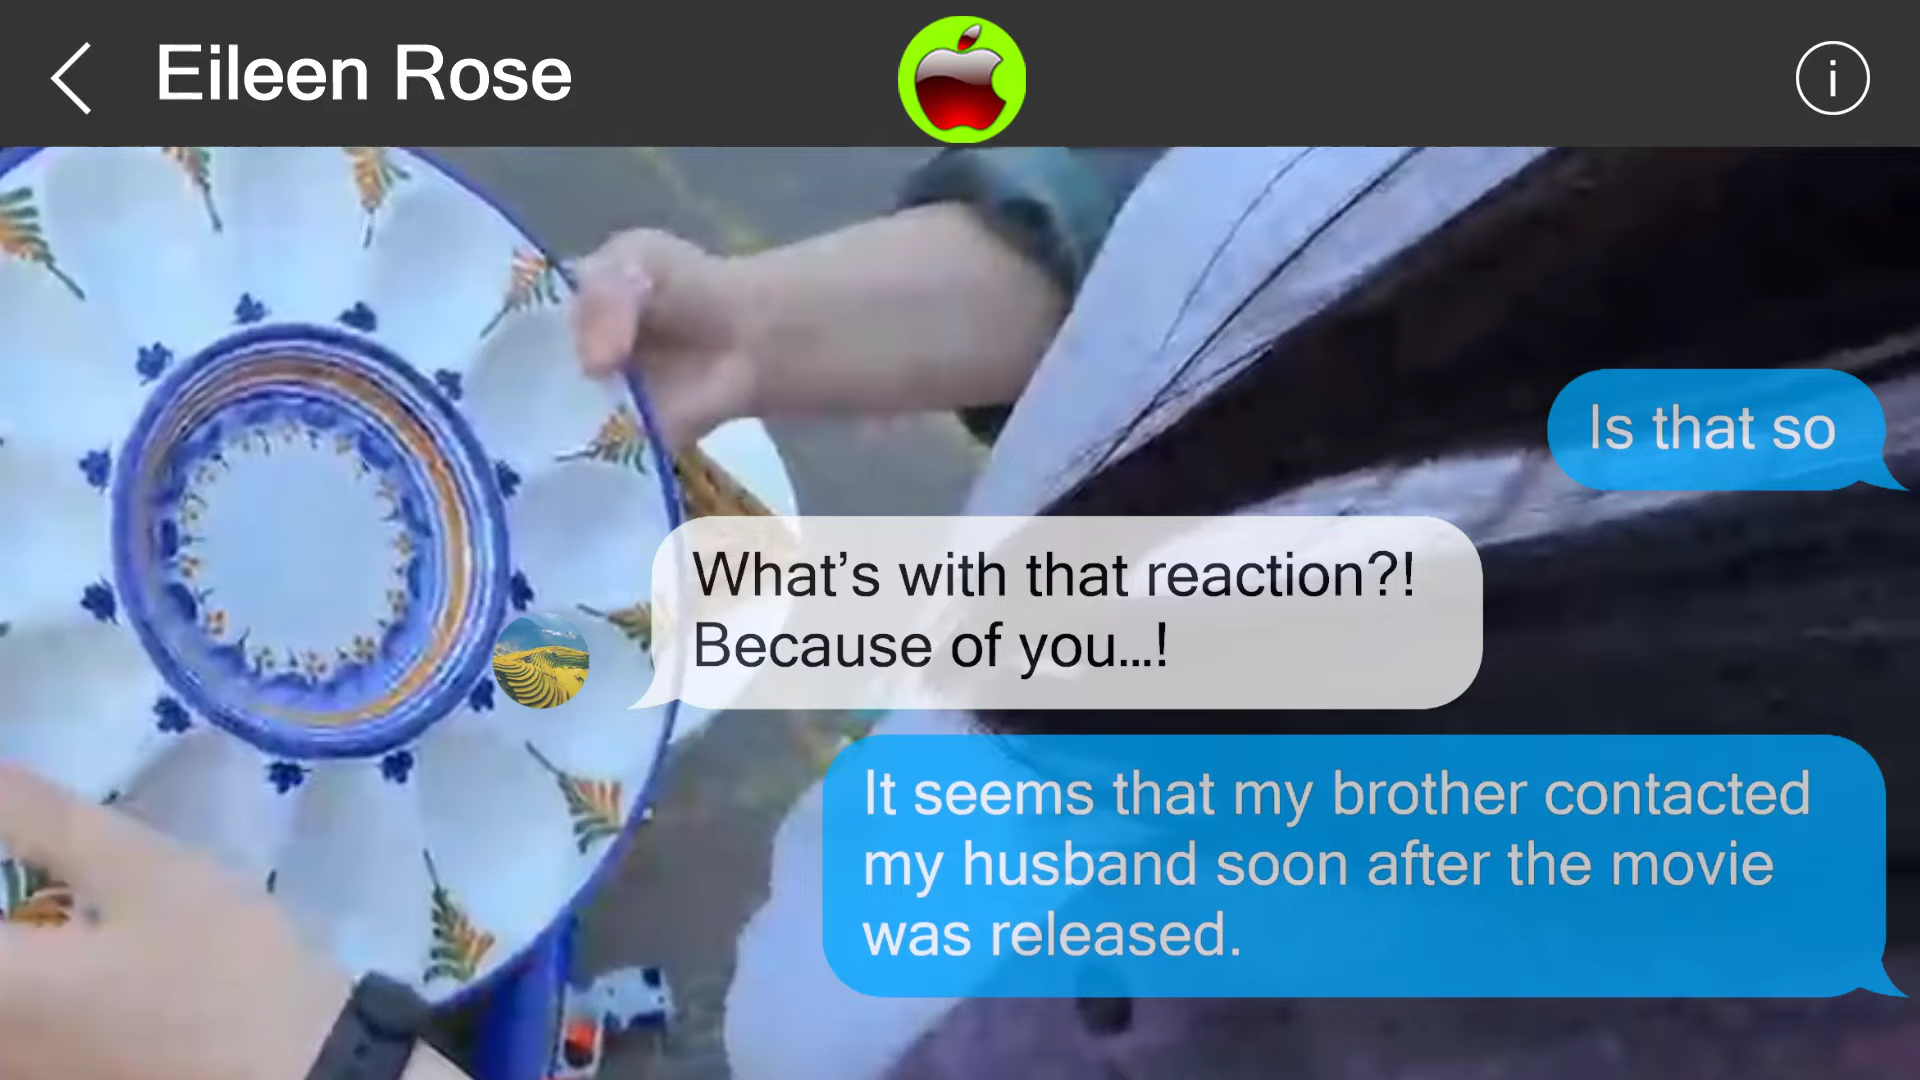 Eileen Rose
i
Is that so
What’s with that reaction?!
Because of you...!
It seems that my brother contacted
my husband soon after the movie
was released.